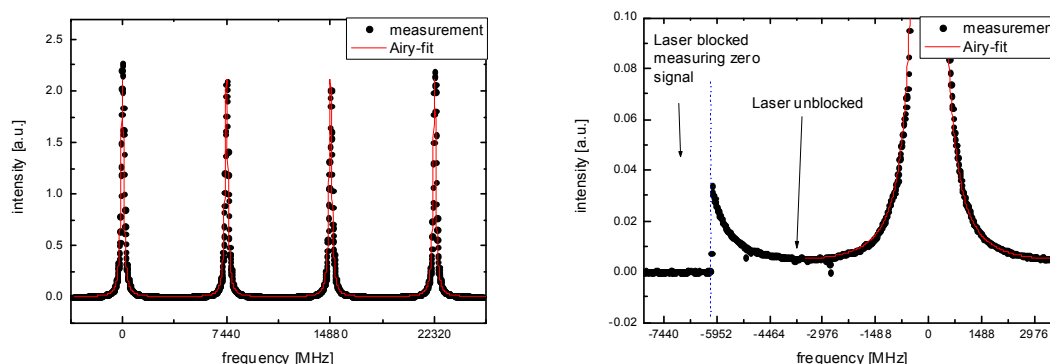 measurement
Airy-fit
2.5
2.0
1.5
1.0
0.5
0.0
intensity [a.u.]
0
7440
14880
22320
frequency [MHz]
measurement
Airy-fit
Laser blocked
measuring zero
signal
Laser unblocked
0.10
0.08
0.06
0.04
0.02
0.00
-0.02
intensity [a.u.]
-7440
-5952
-4464
-2976
-1488
0
1488
2976
frequency [MHz]